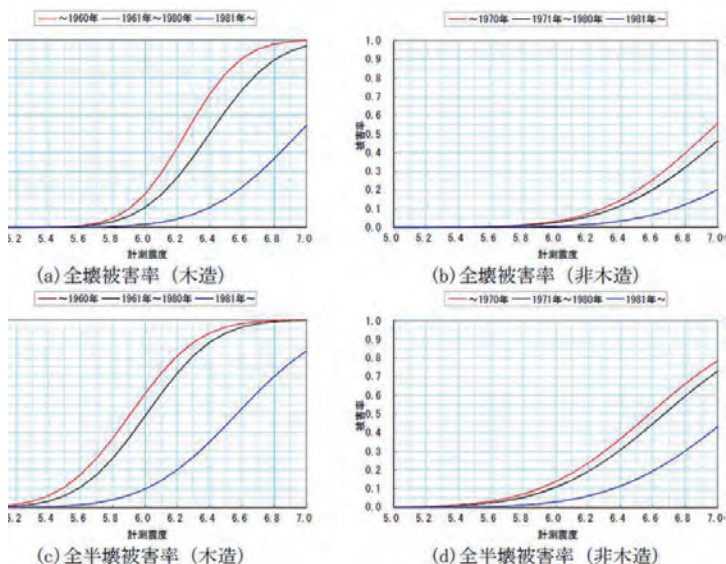 ～1960年 1961年～1980年 1981年～
5.2 5.4 5.6 5.8 6.0 6.2 6.4 6.6 6.8 7.0
計測震度
(a)全壊被害率（木造）
～1970年 1971年～1980年 1981年～
1.0
0.9
0.8
0.7
0.6
0.5
0.4
0.3
0.2
0.1
0.0
被害率
5.0 5.2 5.4 5.6 5.8 6.0 6.2 6.4 6.6 6.8 7.0
計測震度
(b)全壊被害率（非木造）
～1960年 1961年～1980年 1981年～
5.2 5.4 5.6 5.8 6.0 6.2 6.4 6.6 6.8 7.0
計測震度
(c)全半壊被害率（木造）
～1970年 1971年～1980年 1981年～
1.0
0.9
0.8
0.7
0.6
0.5
0.4
0.3
0.2
0.1
0.0
被害率
5.0 5.2 5.4 5.6 5.8 6.0 6.2 6.4 6.6 6.8 7.0
計測震度
(d)全半壊被害率（非木造）